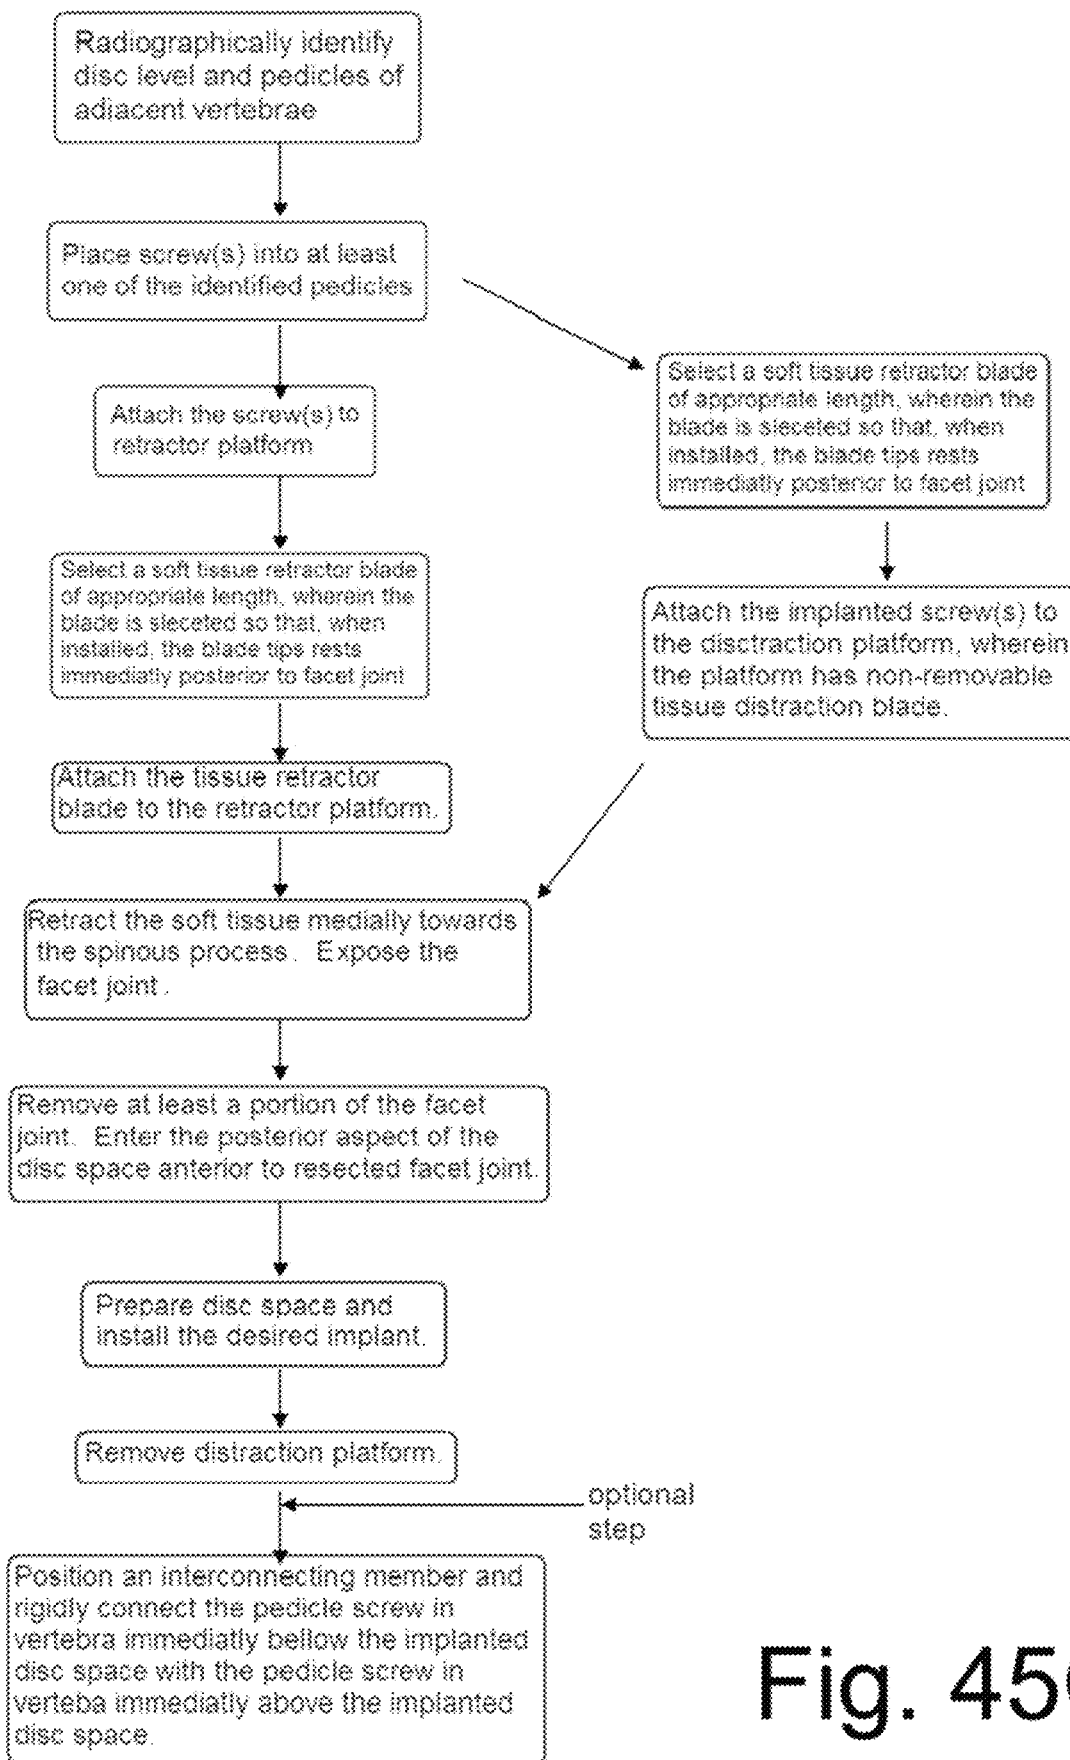 Radiographically identify
disc level and pedicles of
adjacent vertebrae
Place screw(s) into at least
one of the identified pedicles
Attach the screw(s) to
retractor platform
Select a soft tissue retractor blade
of appropriate length, wherein the
blade is sleceted so that, when
installed, the blade tips rests
immediatly posterior to facet joint
Attach the tissue retractor
blade to the retractor platform.
Select a soft tissue retractor blade
of appropriate length, wherein the
blade is sleceted so that, when
installed, the blade tips rests
immediatly posterior to facet joint
Attach the implanted screw(s) to
the disctraction platform, wherein
the platform has non-removable
tissue distraction blade.
Retract the soft tissue medially towards
the spinous process. Expose the
facet joint.
Remove at least a portion of the facet
joint. Enter the posterior aspect of the
disc space anterior to resected facet joint.
Prepare disc space and
install the desired implant.
Remove distraction platform.
optional
step
Position an interconnecting member and
rigidly connect the pedicle screw in
vertebra immediatly bellow the implanted
disc space with the pedicle screw in
verteba immediatly above the implanted
disc space.
Fig. 45